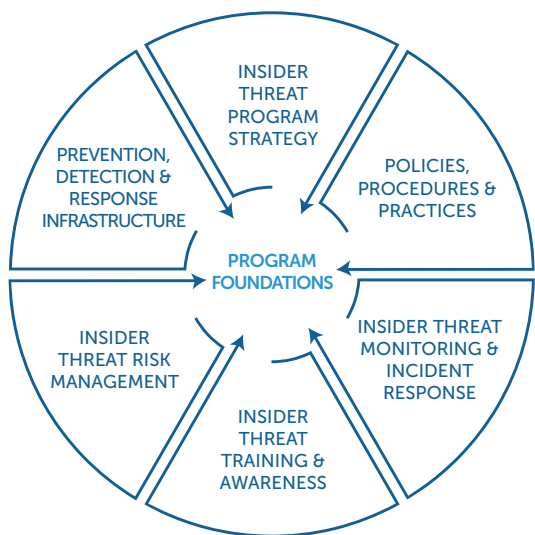 INSIDER
THREAT
PROGRAM
STRATEGY
POLICIES,
PROCEDURES &
PRACTICES
INSIDER THREAT
MONITORING &
INCIDENT
RESPONSE
INSIDER
THREAT
TRAINING &
AWARENESS
INSIDER
THREAT RISK
MANAGEMENT
PREVENTION,
DETECTION &
RESPONSE
INFRASTRUCTURE
PROGRAM
FOUNDATIONS